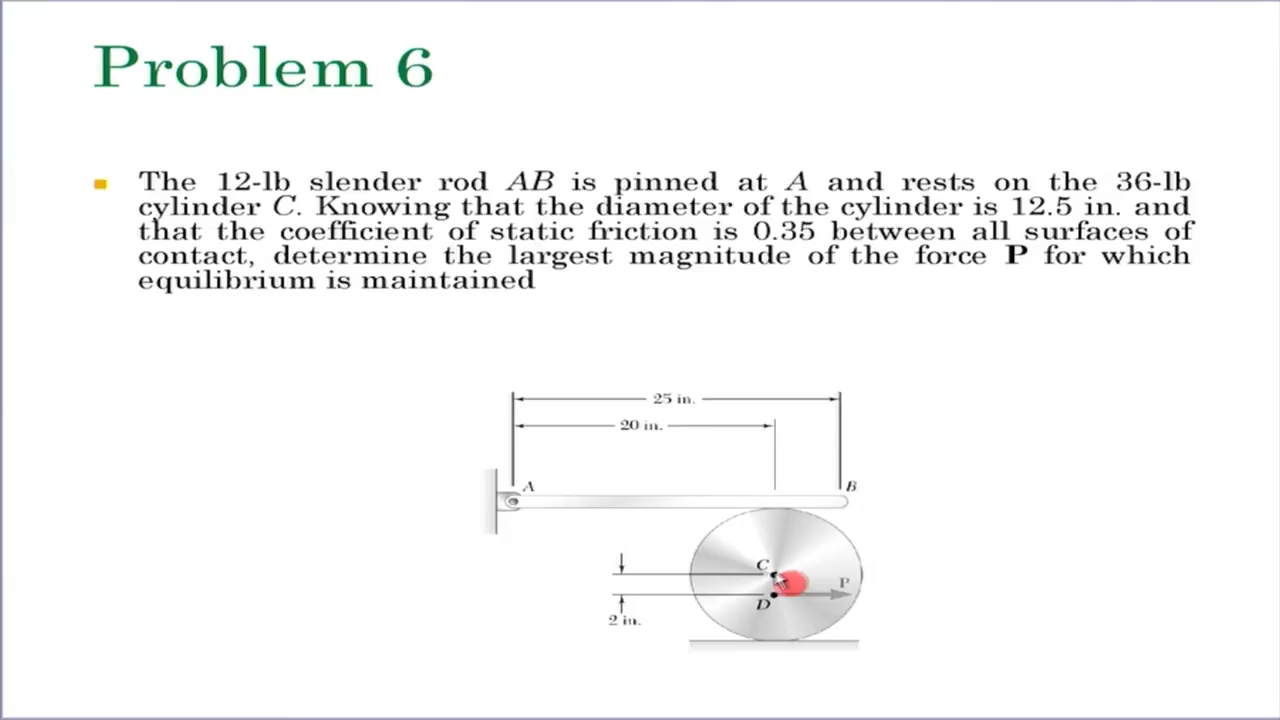 Problem 6
The 12-lb slender rod AB is pinned at A and rests on the 36-lb
cylinder C. Knowing that the diameter of the cylinder is 12.5 in. and
that the coefficient of static friction is 0.35 between all surfaces of
contact, determine the largest magnitude of the force P for which
equilibrium is maintained
25 in.
20 in.
A
B
C
P
D
2 in.